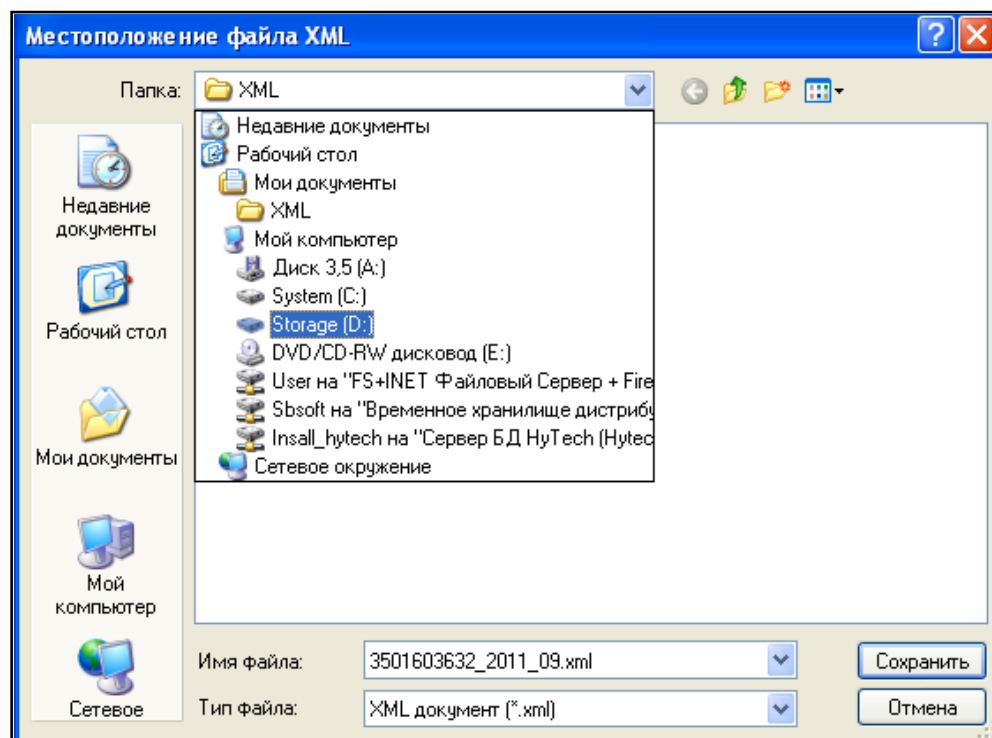 Местоположение файла XML
Папка:
XML
Недавние документы
Рабочий стол
Мои документы
XML
Мой компьютер
Диск 3,5 (A:)
System (C:)
Storage (D:)
DVD/CD-RW дисковод (E:)
User на "FS+INET Файловый Сервер + Fire
Sbsoft на "Временное хранилище дистрибу
Insall_hytech на "Сервер БД HyTech (Hytec
Сетевое окружение
Недавние
документы
Рабочий стол
Мои документы
Мой
компьютер
Сетевое
Имя файла:
3501603632_2011_09.xml
Сохранить
Тип файла:
XML документ (*.xml)
Отмена